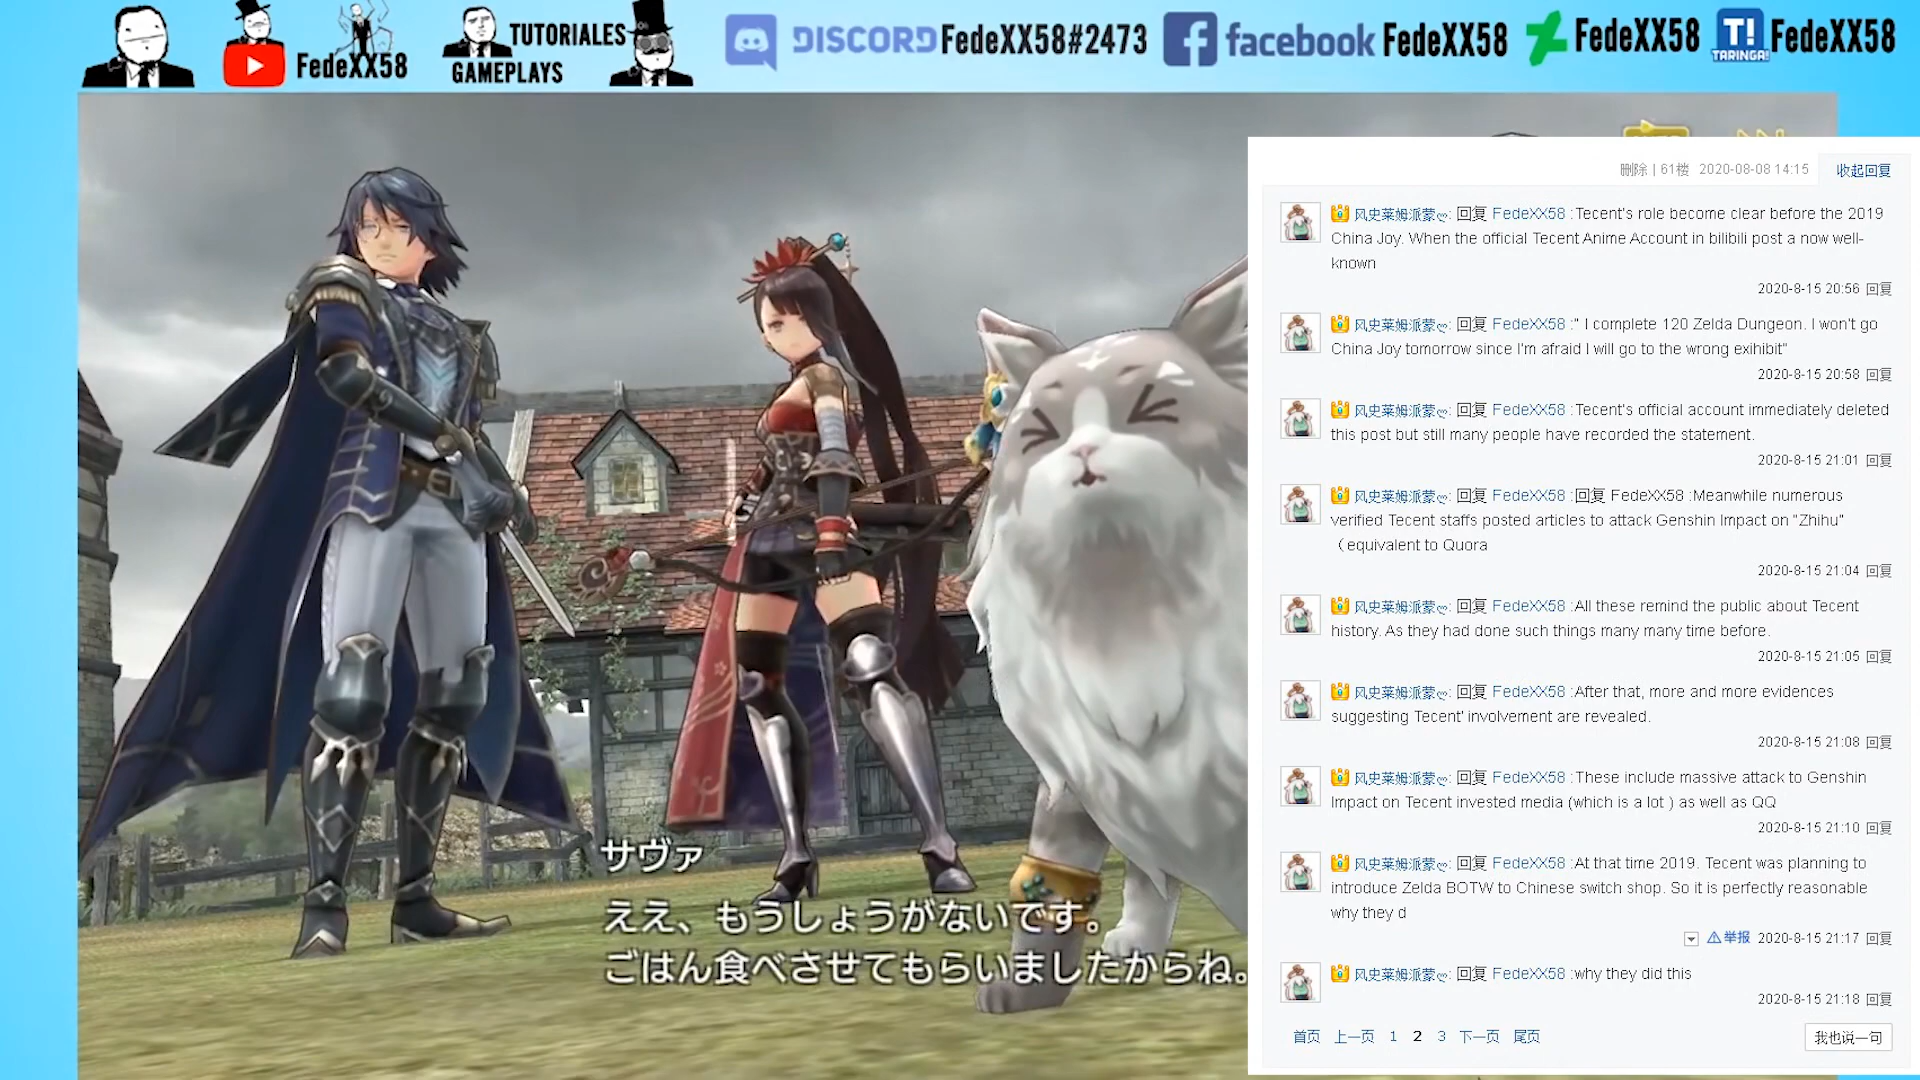 FedeXX58
TUTORIALES
GAMEPLAYS
DISCORD FedeXX58#2473
facebook FedeXX58
FedeXX58
T!
TARINGA!
FedeXX58
サヴァ
ええ、もうしょうがないです。
ごはん食べさせてもらいましたからね。
删除 | 61楼 2020-08-08 14:15 收起回复
风史莱姆派蒙ღ: 回复 FedeXX58 :Tecent's role become clear before the 2019
China Joy. When the official Tecent Anime Account in bilibili post a now well-
known
2020-8-15 20:56 回复
风史莱姆派蒙ღ: 回复 FedeXX58 :" I complete 120 Zelda Dungeon. I won't go
China Joy tomorrow since I'm afraid I will go to the wrong exihibit"
2020-8-15 20:58 回复
风史莱姆派蒙ღ: 回复 FedeXX58 :Tecent's official account immediately deleted
this post but still many people have recorded the statement.
2020-8-15 21:01 回复
风史莱姆派蒙ღ: 回复 FedeXX58 :回复 FedeXX58 :Meanwhile numerous
verified Tecent staffs posted articles to attack Genshin Impact on "Zhihu"
（equivalent to Quora
2020-8-15 21:04 回复
风史莱姆派蒙ღ: 回复 FedeXX58 :All these remind the public about Tecent
history. As they had done such things many many time before.
2020-8-15 21:05 回复
风史莱姆派蒙ღ: 回复 FedeXX58 :After that, more and more evidences
suggesting Tecent' involvement are revealed.
2020-8-15 21:08 回复
风史莱姆派蒙ღ: 回复 FedeXX58 :These include massive attack to Genshin
Impact on Tecent invested media (which is a lot ) as well as QQ
2020-8-15 21:10 回复
风史莱姆派蒙ღ: 回复 FedeXX58 :At that time 2019. Tecent was planning to
introduce Zelda BOTW to Chinese switch shop. So it is perfectly reasonable
why they d
举报 2020-8-15 21:17 回复
风史莱姆派蒙ღ: 回复 FedeXX58 :why they did this
2020-8-15 21:18 回复
首页 上一页 1 2 3 下一页 尾页
我也说一句